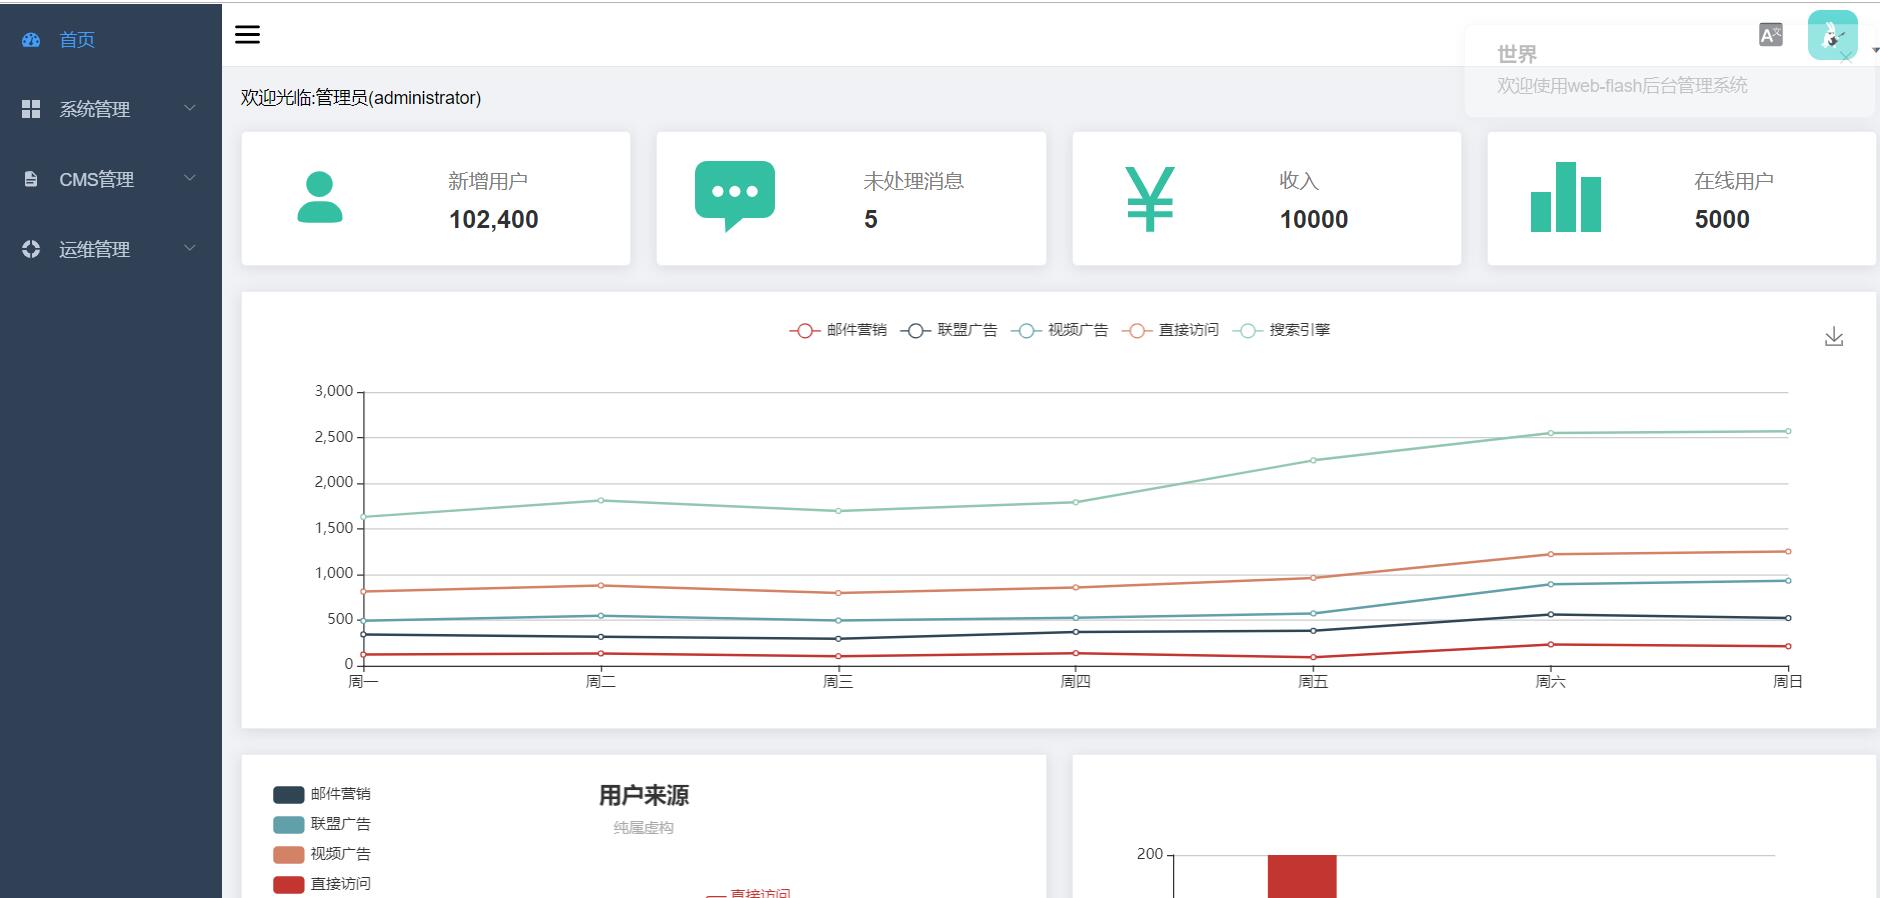 首页
系统管理
CMS管理
运维管理
世界
欢迎使用web-flash后台管理系统
欢迎光临:管理员(administrator)
新增用户
102,400
未处理消息
5
收入
10000
在线用户
5000
邮件营销 联盟广告 视频广告 直接访问 搜索引擎
3,000
2,500
2,000
1,500
1,000
500
0
周一 周二 周三 周四 周五 周六 周日
用户来源
纯属虚构
邮件营销
联盟广告
视频广告
直接访问
直接访问
200